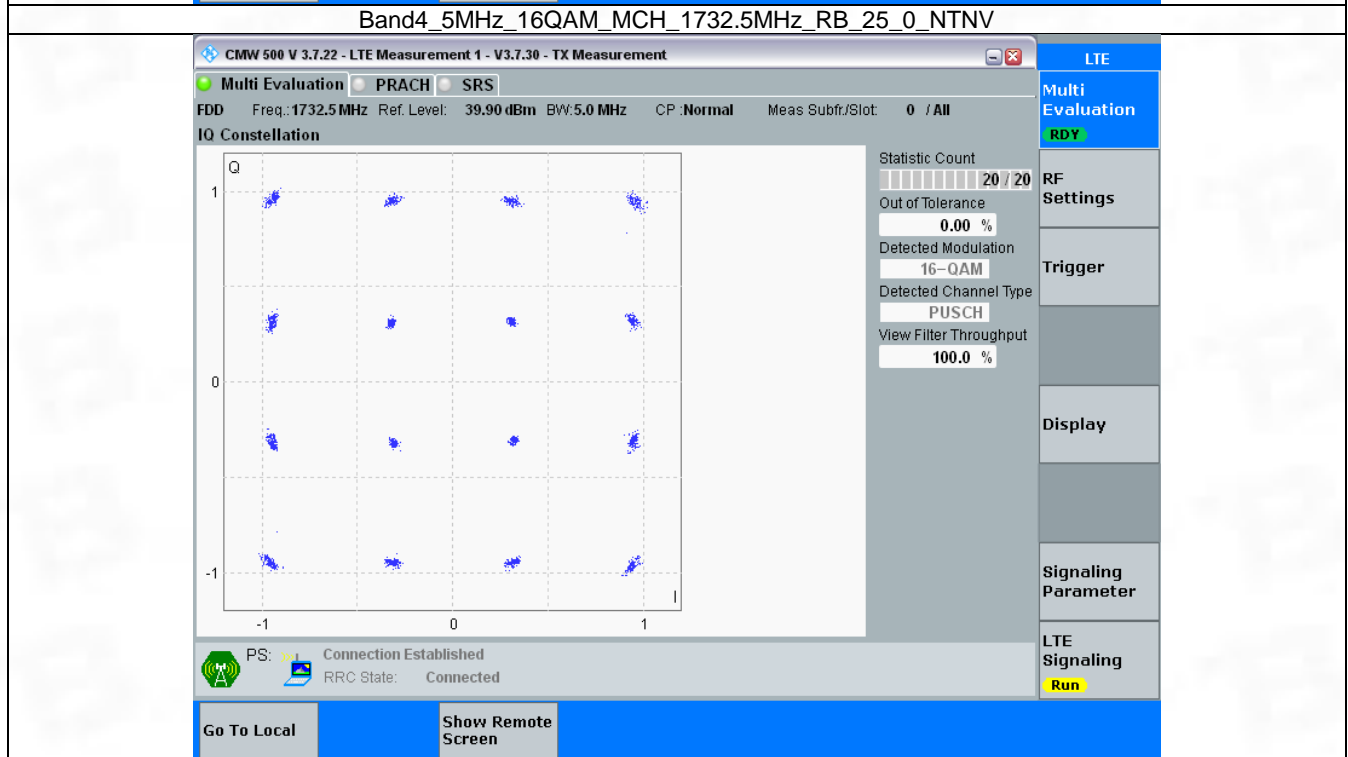 Band4_5MHz_16QAM_MCH_1732.5MHz_RB_25_0_NTNV
CMW 500 V 3.7.22 - LTE Measurement 1 - V3.7.30 - TX Measurement
LTE
Multi Evaluation PRACH SRS
FDD Freq.:1732.5 MHz Ref. Level: 39.90 dBm BW:5.0 MHz CP :Normal Meas Subfr./Slot: 0 / All
IQ Constellation
Q
1
0
-1
I
-1 0 1
Statistic Count
20 / 20
Out of Tolerance
0.00 %
Detected Modulation
16-QAM
Detected Channel Type
PUSCH
View Filter Throughput
100.0 %
Multi
Evaluation
RDY
RF
Settings
Trigger
Display
Signaling
Parameter
LTE
Signaling
Run
PS: Connection Established
RRC State: Connected
Go To Local
Show Remote
Screen